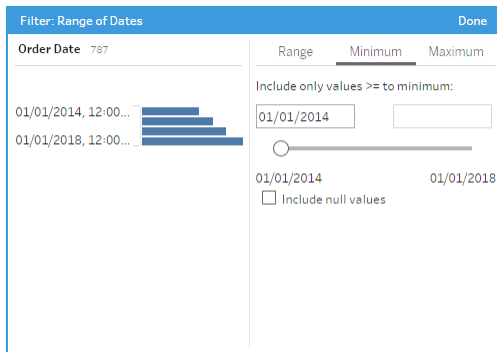 Filter: Range of Dates Done
Order Date 787
01/01/2014, 12:00...
01/01/2018, 12:00...
Range Minimum Maximum
Include only values >= to minimum:
01/01/2014
01/01/2014 01/01/2018
Include null values